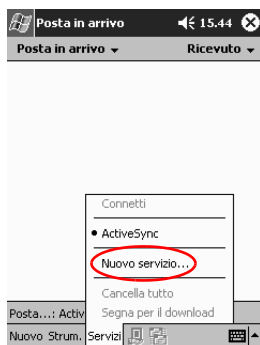 Posta in arrivo 15.44
Posta in arrivo Ricevuto
Connetti
ActiveSync
Nuovo servizio...
Cancella tutto
Posta...: Activ Segna per il download
Nuovo Strum. Servizi